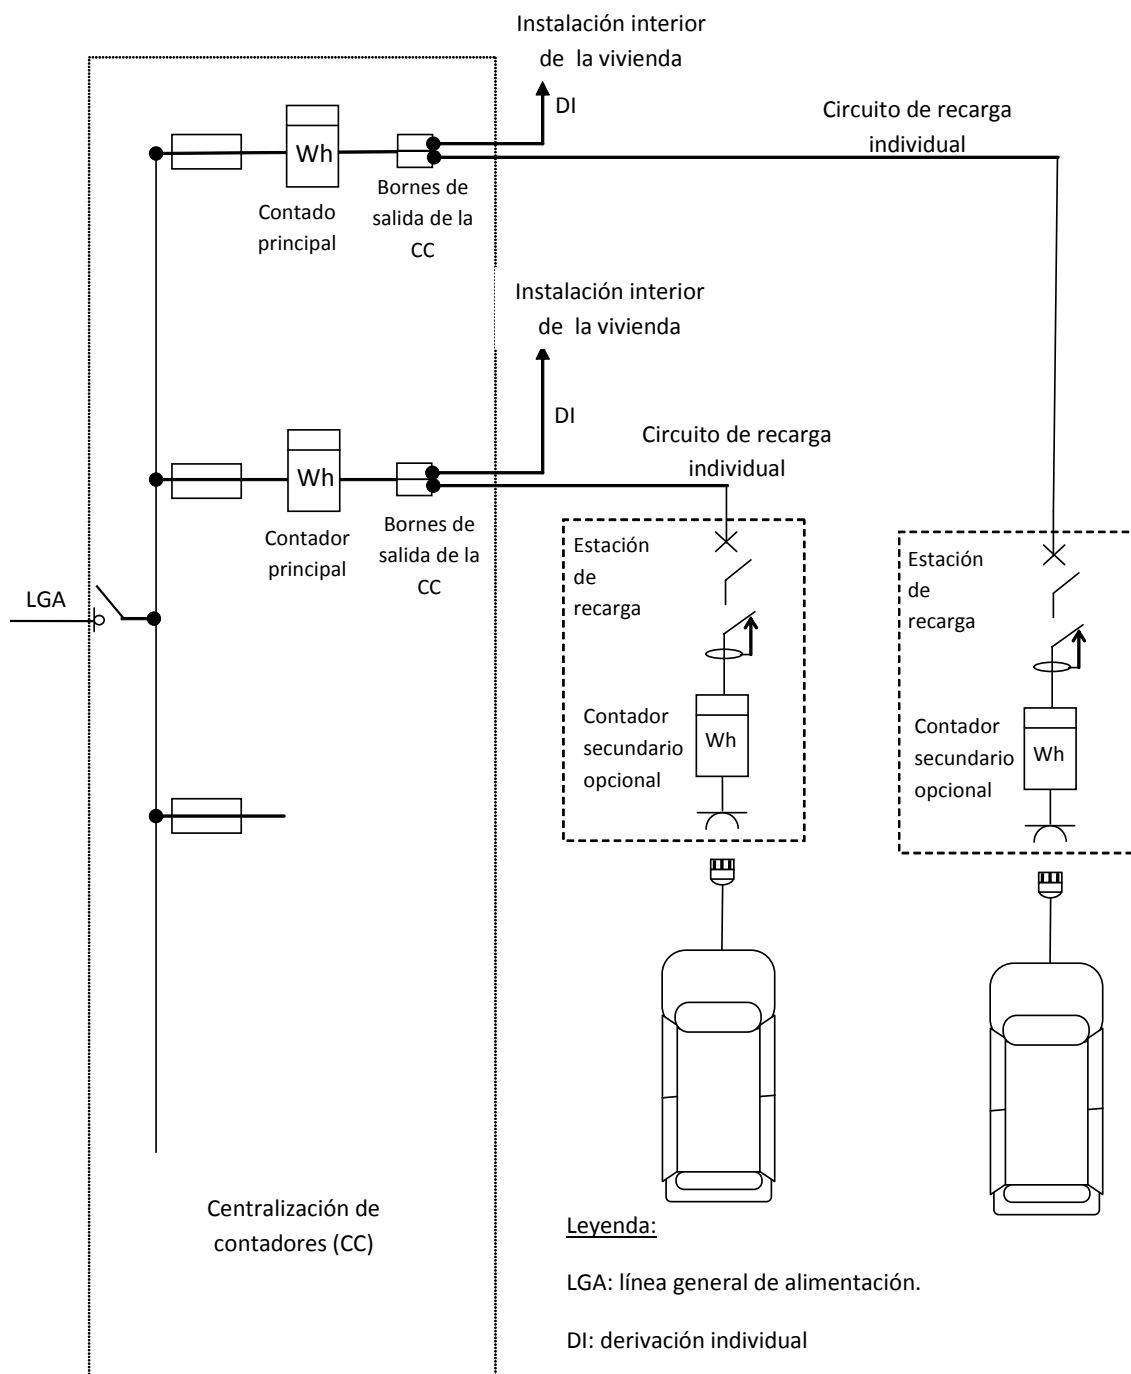 Instalación interior
de la vivienda
DI
Circuito de recarga
individual
Wh
Contado
principal
Bornes de
salida de la
CC
Instalación interior
de la vivienda
DI
Circuito de recarga
individual
Wh
Contador
principal
Bornes de
salida de la
CC
LGA
Estación
de
recarga
Contador
secundario
opcional
Wh
Estación
de
recarga
Contador
secundario
opcional
Wh
Centralización de
contadores (CC)
Leyenda:
LGA: línea general de alimentación.
DI: derivación individual